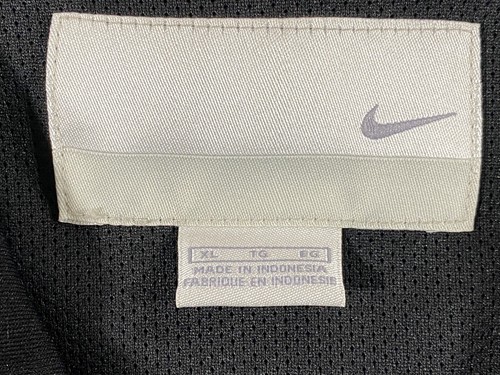 XL TG EG
MADE IN INDONESIA
FABRIQUE EN INDONESIE